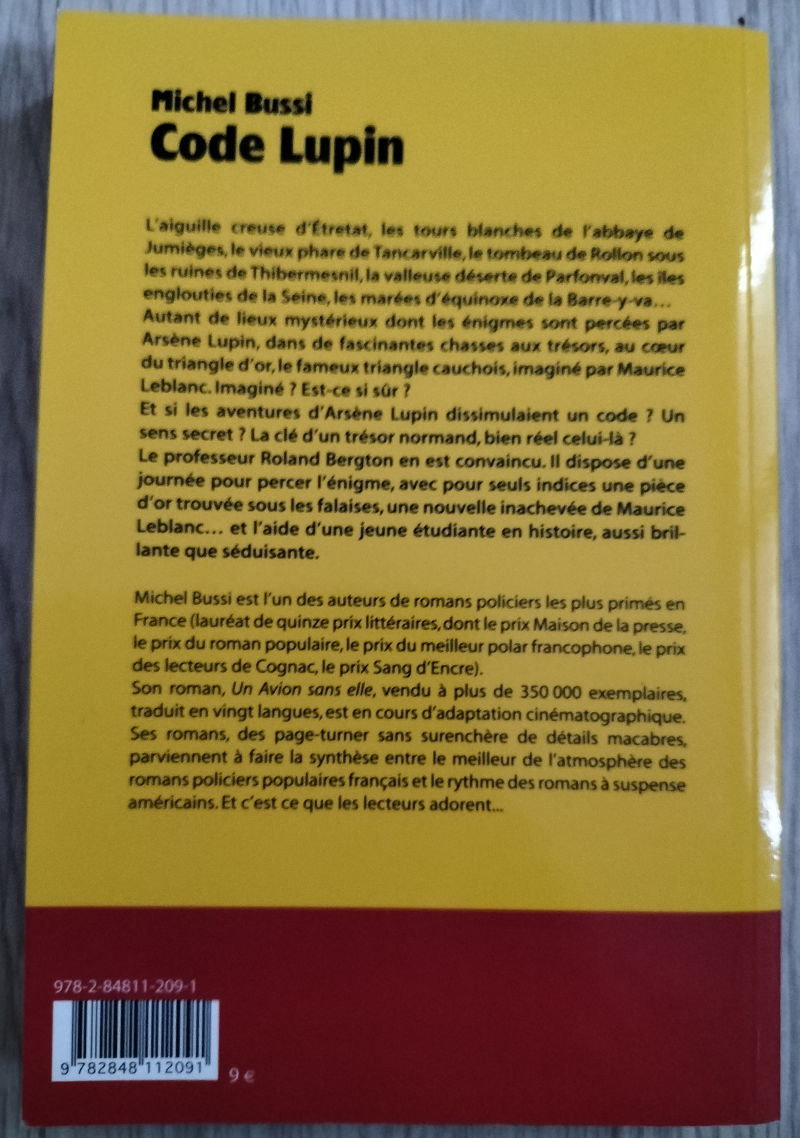 Michel Bussi
Code Lupin
L'aiguille creuse d'Étretat, les tours blanches de l'abbaye de
Jumièges, le vieux phare de Tancarville, le tombeau de Rollon sous
les ruines de Thibermesnil, la valleuse déserte de Parfonval, les îles
englouties de la Seine, les marées d'équinoxe de la Barre-y-va...
Autant de lieux mystérieux dont les énigmes sont percées par
Arsène Lupin, dans de fascinantes chasses aux trésors, au cœur
du triangle d'or, le fameux triangle cauchois, imaginé par Maurice
Leblanc. Imaginé ? Est-ce si sûr ?
Et si les aventures d'Arsène Lupin dissimulaient un code ? Un
sens secret ? La clé d'un trésor normand, bien réel celui-là ?
Le professeur Roland Bergton en est convaincu. Il dispose d'une
journée pour percer l'énigme, avec pour seuls indices une pièce
d'or trouvée sous les falaises, une nouvelle inachevée de Maurice
Leblanc... et l'aide d'une jeune étudiante en histoire, aussi bril-
lante que séduisante.
Michel Bussi est l'un des auteurs de romans policiers les plus primés en
France (lauréat de quinze prix littéraires, dont le prix Maison de la presse,
le prix du roman populaire, le prix du meilleur polar francophone, le prix
des lecteurs de Cognac, le prix Sang d'Encre).
Son roman, Un Avion sans elle, vendu à plus de 350 000 exemplaires,
traduit en vingt langues, est en cours d'adaptation cinématographique.
Ses romans, des page-turner sans surenchère de détails macabres,
parviennent à faire la synthèse entre le meilleur de l'atmosphère des
romans policiers populaires français et le rythme des romans à suspense
américains. Et c'est ce que les lecteurs adorent...
978-2-84811-209-1
9 782848 112091
9 €